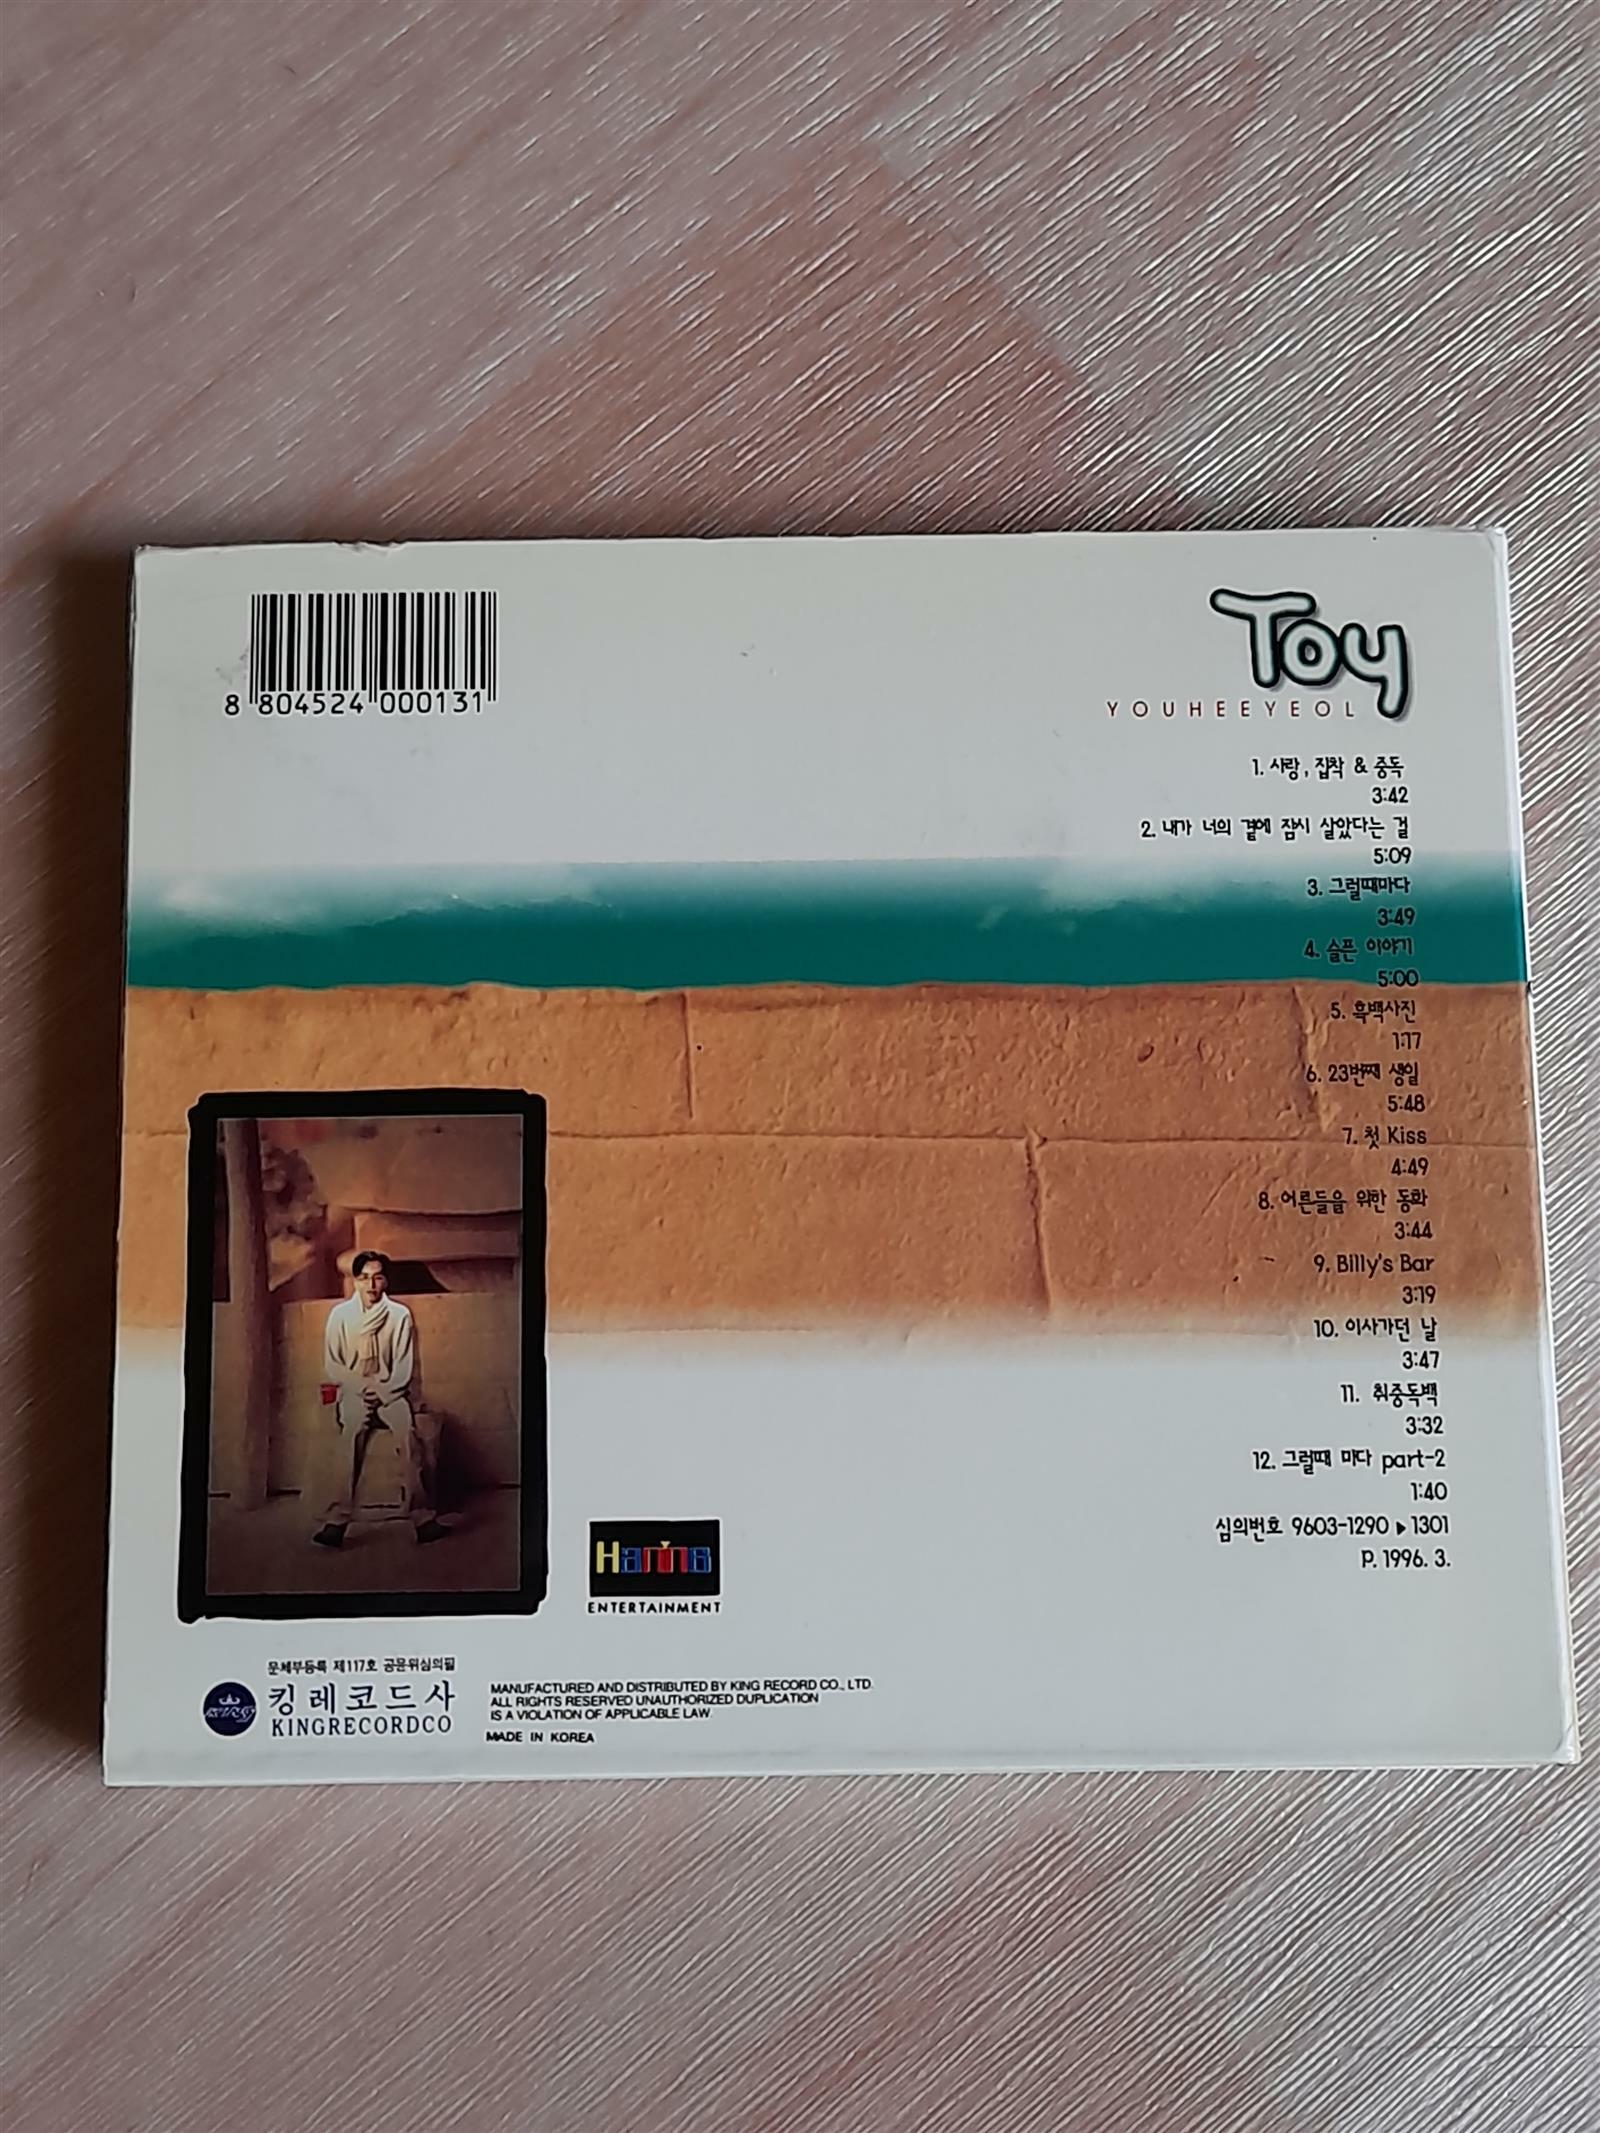 8 804524 000131
Toy
YOUHEEYEOL
1. 사랑, 집착 & 중독
3:42
2. 내가 너의 곁에 잠시 살았다는 걸
5:09
3. 그럴때마다
3:49
4. 슬픈 이야기
5:00
5. 흑백사진
1:17
6. 23번째 생일
5:48
7. 첫 Kiss
4:49
8. 어른들을 위한 동화
3:44
9. Billy's Bar
3:19
10. 이사가던 날
3:47
11. 취중독백
3:32
12. 그럴때 마다 part-2
1:40
심의번호 9603-1290▶1301
P. 1996. 3.
Hanna
ENTERTAINMENT
문체부등록 제117호 공윤위심의필
킹레코드사
KINGRECORDCO
MANUFACTURED AND DISTRIBUTED BY KING RECORD CO., LTD.
ALL RIGHTS RESERVED UNAUTHORIZED DUPLICATION
IS A VIOLATION OF APPLICABLE LAW.
MADE IN KOREA